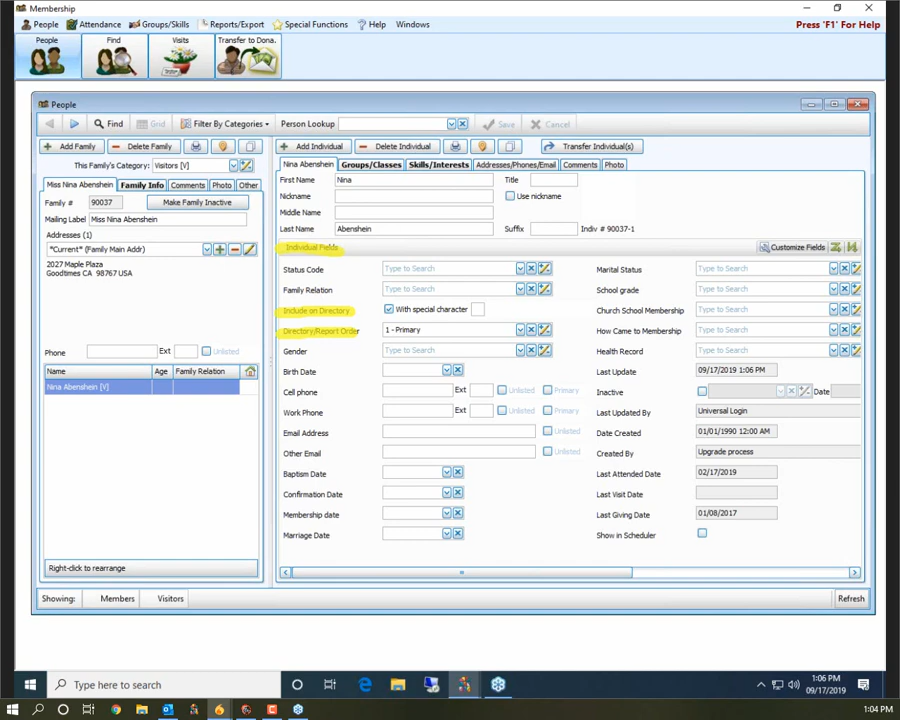 Membership
People Attendance Groups/Skills Reports/Export Special Functions Help Windows Press 'F1' For Help
People Find Visits Transfer to Dona.
People
Find Grid Filter By Categories Person Lookup Save Cancel
Add Family Delete Family Add Individual Delete Individual Transfer Individual(s)
This Family's Category: Visitors [V]
Miss Nina Abenshein Family Info Comments Photo Other
Family # 90037 Make Family Inactive
Mailing Label Miss Nina Abenshein
Addresses (1)
*Current* (Family Main Addr)
2027 Maple Plaza
Goodtimes CA 98767 USA
Phone Ext Unlisted
Name Age Family Relation
Nina Abenshein [V]
Right-click to rearrange
Nina Abenshein Groups/Classes Skills/Interests Addresses/Phones/Email Comments Photo
First Name Nina Title
Nickname Use nickname
Middle Name
Last Name Abenshein Suffix Indiv # 90037-1
Individual Fields Customize Fields
Status Code Type to Search Marital Status Type to Search
Family Relation Type to Search School grade Type to Search
Include on Directory With special character Church School Membership Type to Search
Directory/Report Order 1 - Primary How Came to Membership Type to Search
Gender Type to Search Health Record Type to Search
Birth Date Last Update 09/17/2019 1:06 PM
Cell phone Ext Unlisted Primary Inactive Date
Work Phone Ext Unlisted Primary Last Updated By Universal Login
Email Address Unlisted Date Created 01/01/1990 12:00 AM
Other Email Unlisted Created By Upgrade process
Baptism Date Last Attended Date 02/17/2019
Confirmation Date Last Visit Date
Membership date Last Giving Date 01/08/2017
Marriage Date Show in Scheduler
Showing: Members Visitors Refresh
Type here to search 1:06 PM
09/17/2019
1:04 PM